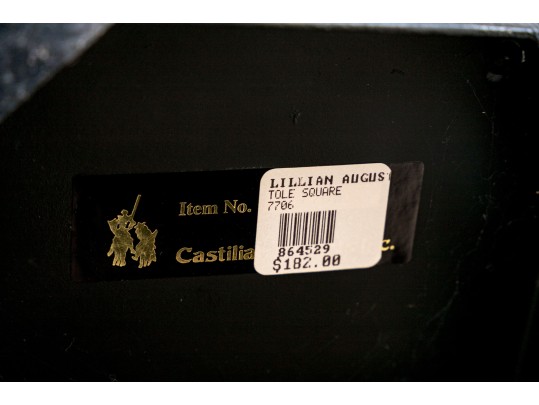 Item No.
Castilia
c.
LILLIAN AUGUS
TOLE SQUARE
7706
864529
$182.00